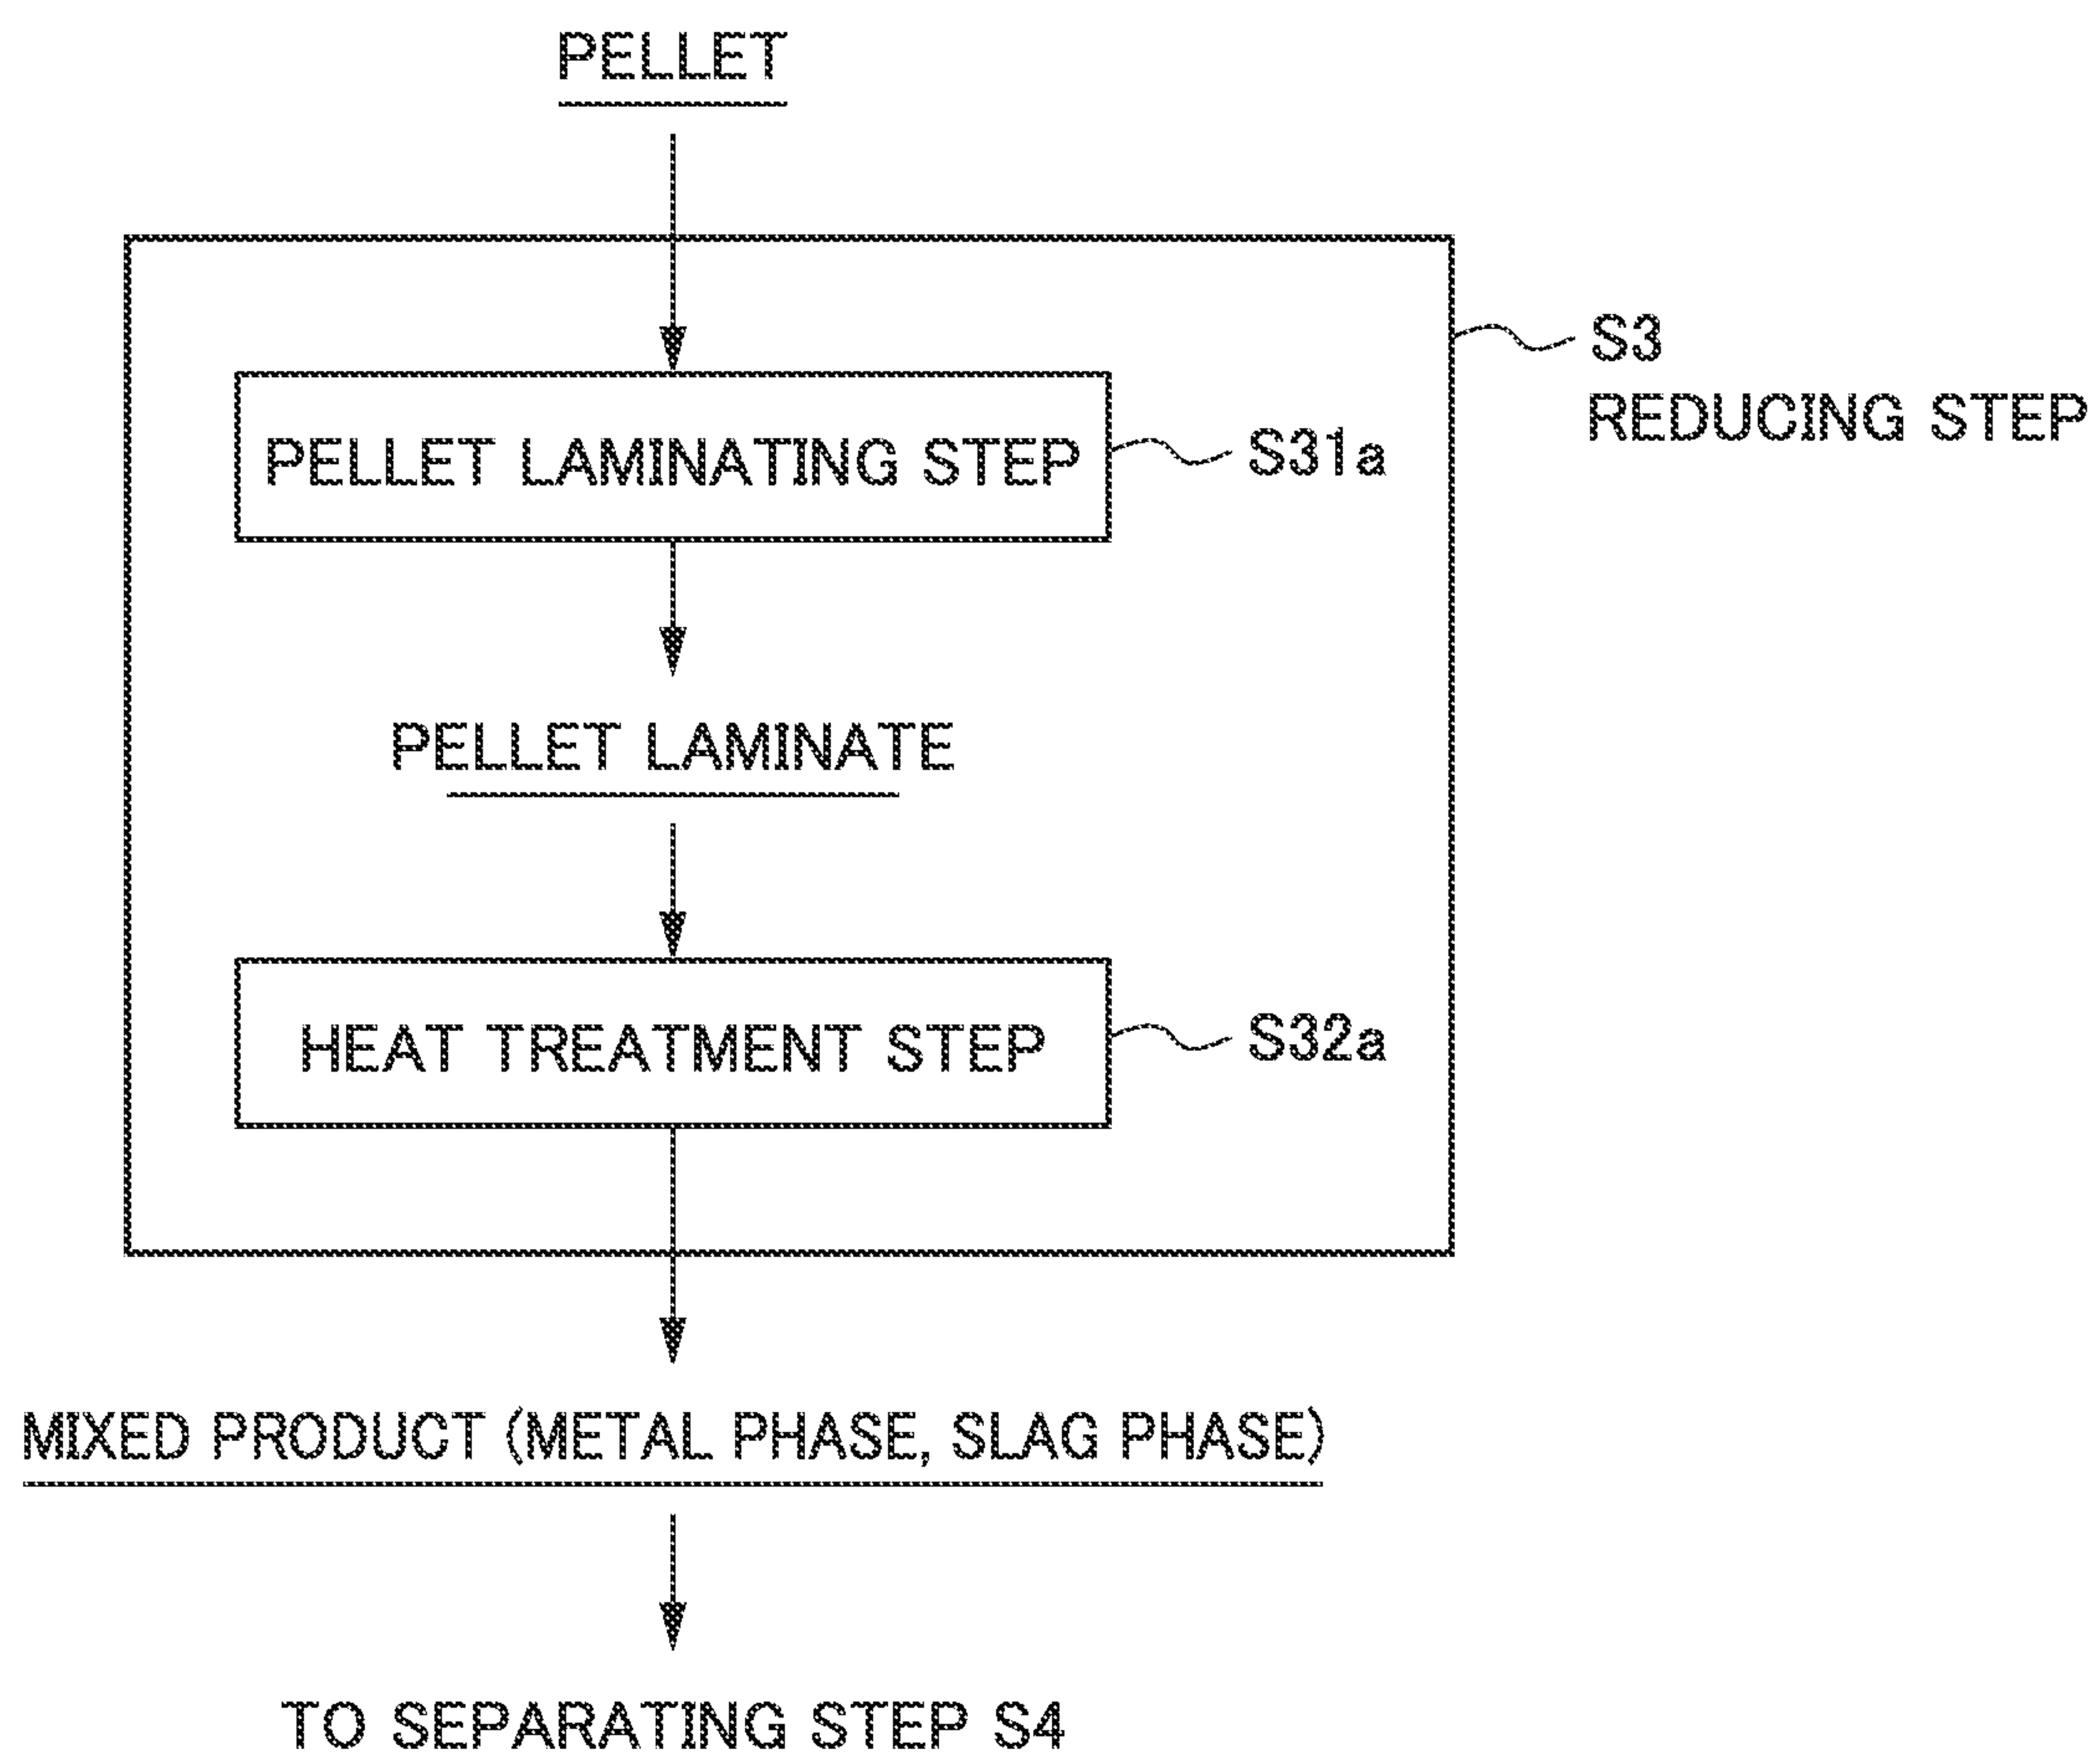 PELLET
S3
REDUCING STEP
PELLET LAMINATING STEP
S31a
PELLET LAMINATE
HEAT TREATMENT STEP
S32a
MIXED PRODUCT (METAL PHASE, SLAG PHASE)
TO SEPARATING STEP S4